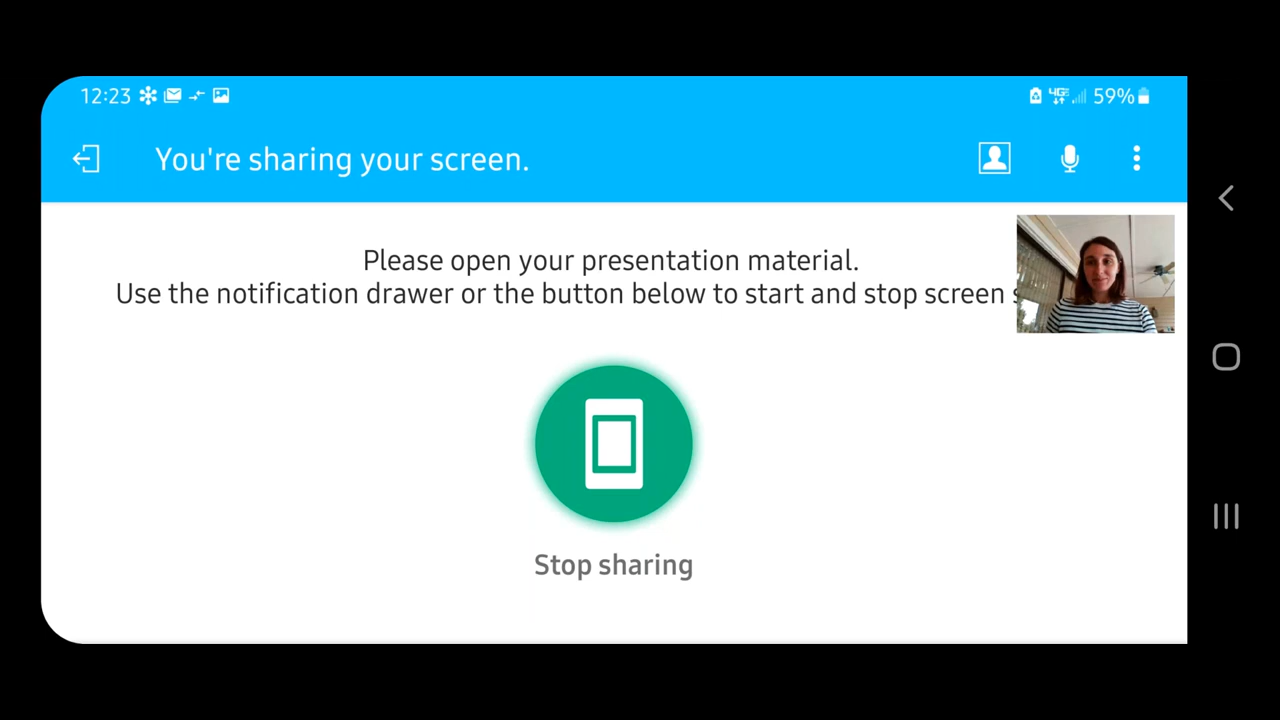 12:23 4GE 59%
You're sharing your screen.
Please open your presentation material.
Use the notification drawer or the button below to start and stop screen s
Stop sharing